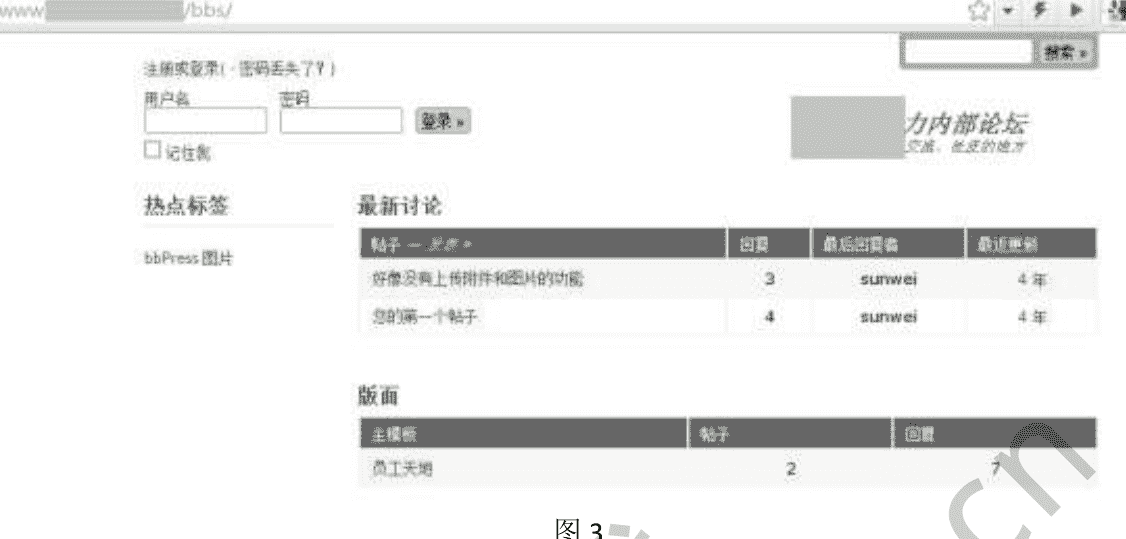 www /bbs/
搜索 »
注册或登录( - 密码丢失了? )
用户名 密码
登录 »
记住我
力内部论坛
交流、
的地方
热点标签
bbPress 图片
最新讨论
帖子 — 发表 » 回复 最后回复者 最近更新
好像没有上传附件和图片的功能 3 sunwei 4 年
您的第一个帖子 4 sunwei 4 年
版面
主模板 帖子 回复
员工天地 2 7
图 3
cn